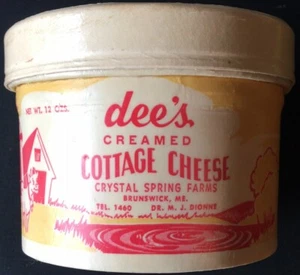 dee's
NET WT. 12 OZS.
CREAMED
COTTAGE CHEESE
CRYSTAL SPRING FARMS
BRUNSWICK, ME.
TEL. 1460 DR. M. J. DIONNE